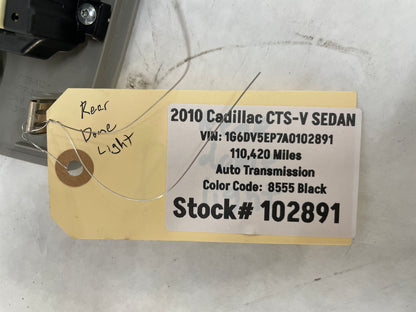 Rear
Dome
Light
2010 Cadillac CTS-V SEDAN
VIN: 1G6DV5EP7A0102891
110,420 Miles
Auto Transmission
Color Code: 8555 Black
Stock# 102891